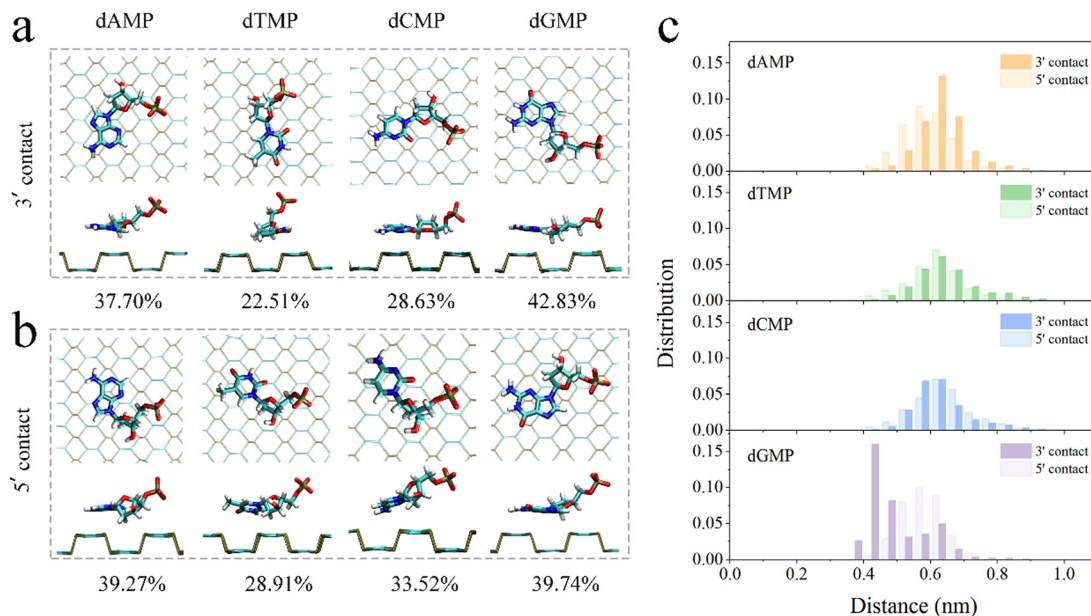 a
dAMP dTMP dCMP dGMP
3′ contact
37.70% 22.51% 28.63% 42.83%
b
5′ contact
39.27% 28.91% 33.52% 39.74%
c
Distribution
dAMP
3' contact
5' contact
0.15
0.10
0.05
0.00
dTMP
3' contact
5' contact
0.15
0.10
0.05
0.00
dCMP
3' contact
5' contact
0.15
0.10
0.05
0.00
dGMP
3' contact
5' contact
0.15
0.10
0.05
0.00
0.0 0.2 0.4 0.6 0.8 1.0
Distance (nm)